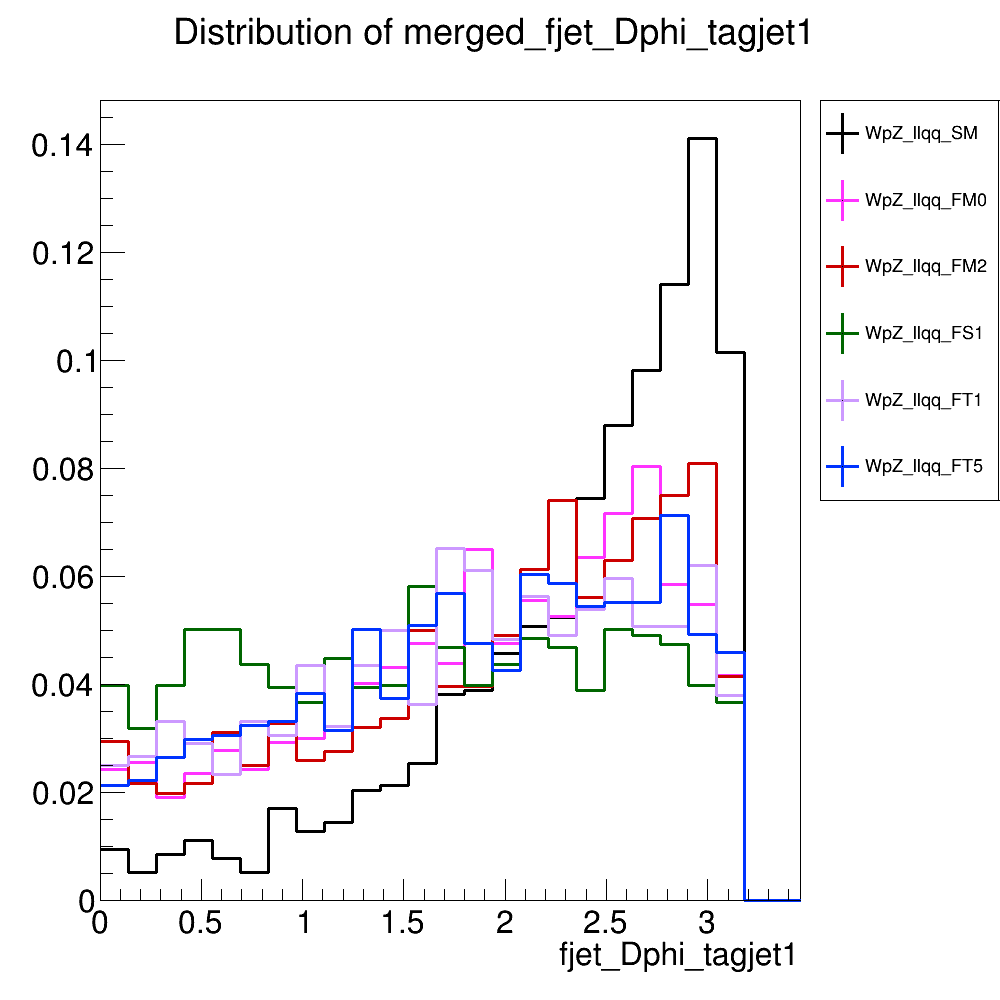 Distribution of merged_fjet_Dphi_tagjet1
0.14
0.12
0.1
0.08
0.06
0.04
0.02
0
0 0.5 1 1.5 2 2.5 3
fjet_Dphi_tagjet1
WpZ_llqq_SM
WpZ_llqq_FM0
WpZ_llqq_FM2
WpZ_llqq_FS1
WpZ_llqq_FT1
WpZ_llqq_FT5